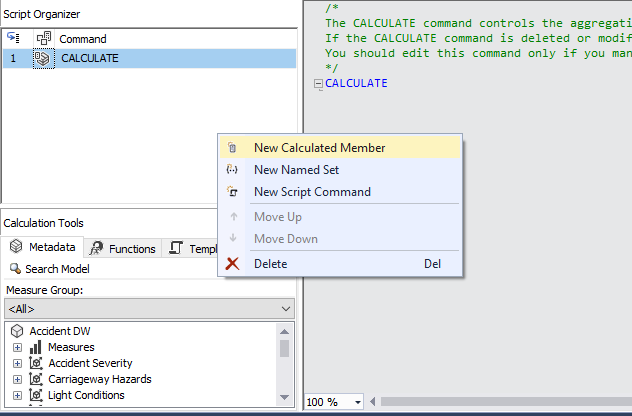 Script Organizer
Command
1 CALCULATE
/*
The CALCULATE command controls the aggregati
If the CALCULATE command is deleted or modif
You should edit this command only if you man
*/
CALCULATE
New Calculated Member
New Named Set
New Script Command
Move Up
Move Down
Delete Del
Calculation Tools
Metadata Functions Templ
Search Model
Measure Group:
<All>
Accident DW
Measures
Accident Severity
Carriageway Hazards
Light Conditions
100 %